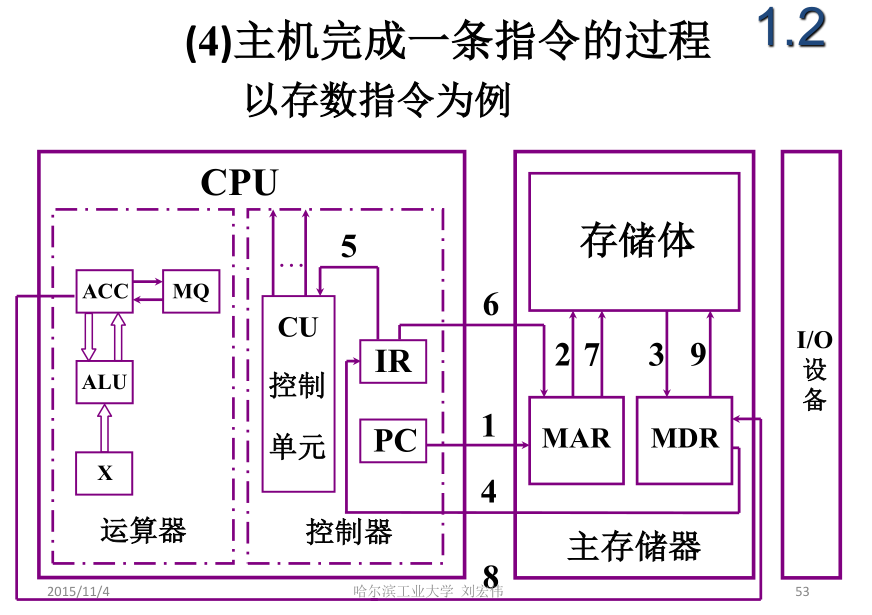 (4)主机完成一条指令的过程
1.2
以存数指令为例
CPU
存储体
5
…
ACC
MQ
6
CU
控制
单元
I/O
设
备
IR
2
7
3
9
ALU
1
PC
MAR
MDR
X
4
运算器
控制器
主存储器
8
2015/11/4
哈尔滨工业大学 刘宏伟
53